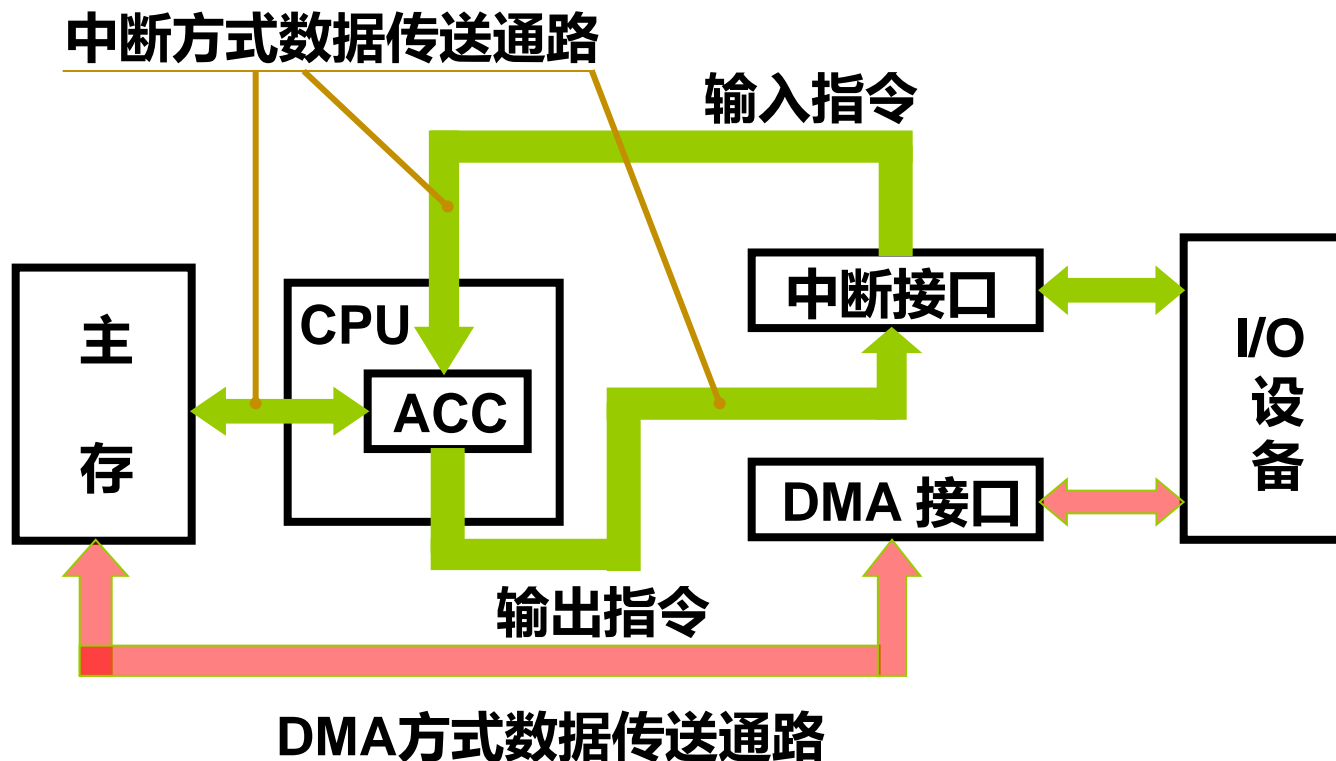 中断方式数据传送通路
输入指令
中断接口
CPU
主
存
ACC
I/O
设
备
DMA 接口
输出指令
DMA方式数据传送通路